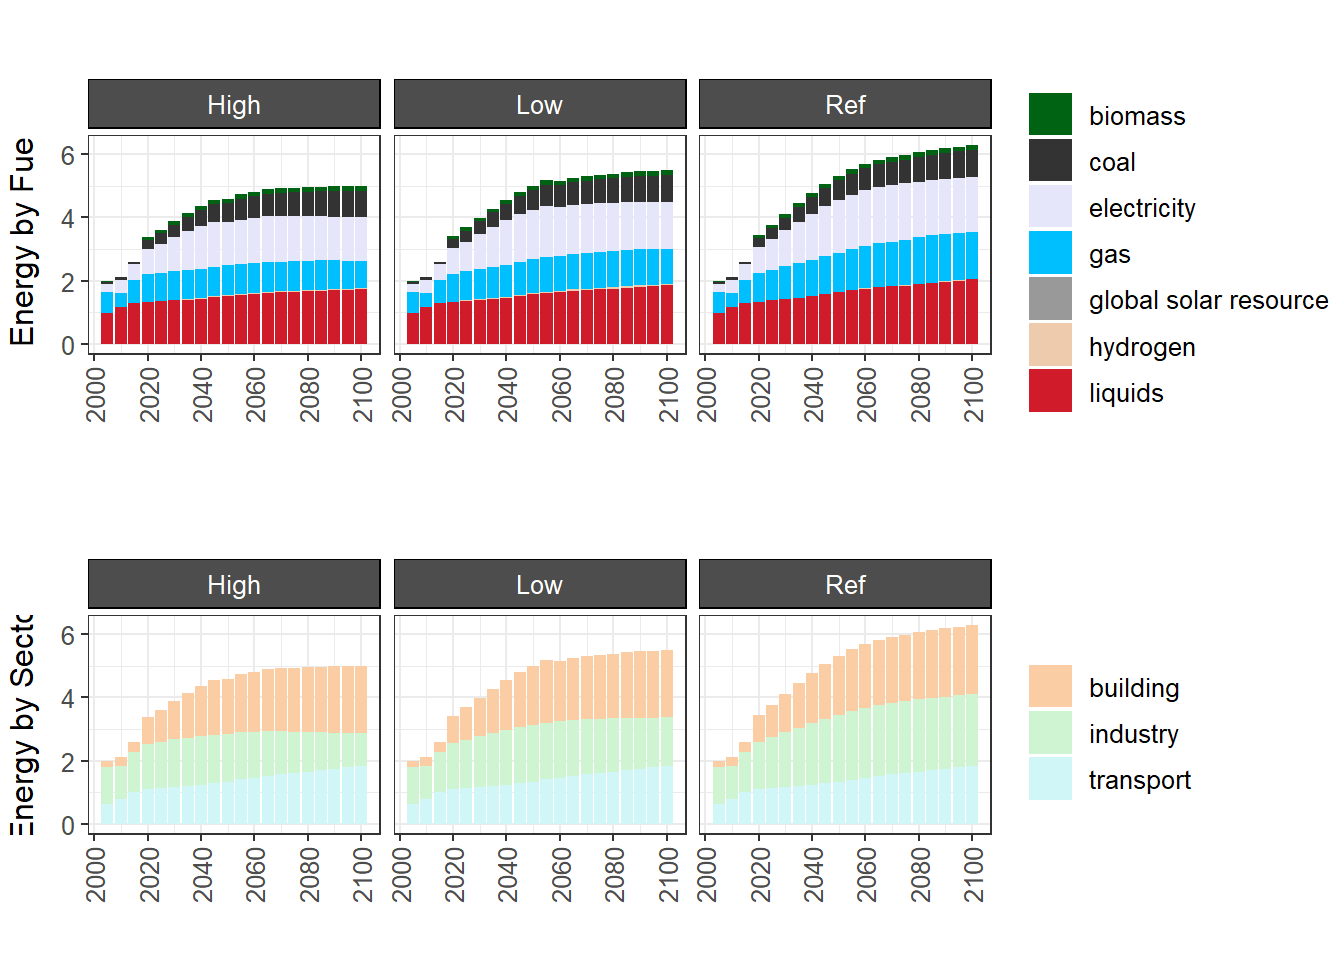 High Low Ref
Energy by Fue
6
4
2
0
2000 2020 2040 2060 2080 2100 2000 2020 2040 2060 2080 2100 2000 2020 2040 2060 2080 2100
biomass
coal
electricity
gas
global solar resource
hydrogen
liquids
High Low Ref
Energy by Secto
6
4
2
0
2000 2020 2040 2060 2080 2100 2000 2020 2040 2060 2080 2100 2000 2020 2040 2060 2080 2100
building
industry
transport